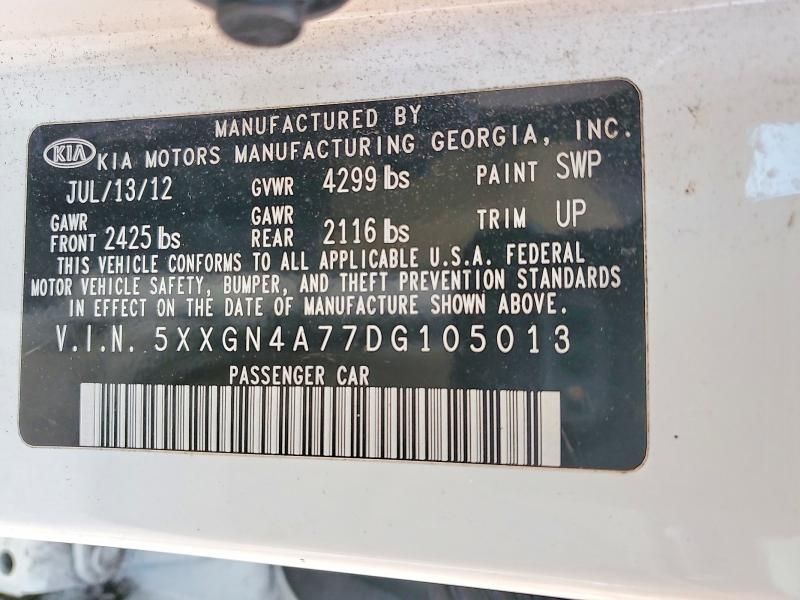 MANUFACTURED BY
KIA KIA MOTORS MANUFACTURING GEORGIA, INC.
JUL/13/12 GVWR 4299 lbs PAINT SWP
GAWR FRONT 2425 lbs GAWR REAR 2116 lbs TRIM UP
THIS VEHICLE CONFORMS TO ALL APPLICABLE U.S.A. FEDERAL
MOTOR VEHICLE SAFETY, BUMPER, AND THEFT PREVENTION STANDARDS
IN EFFECT ON THE DATE OF MANUFACTURE SHOWN ABOVE.
V.I.N. 5XXGN4A77DG105013
PASSENGER CAR